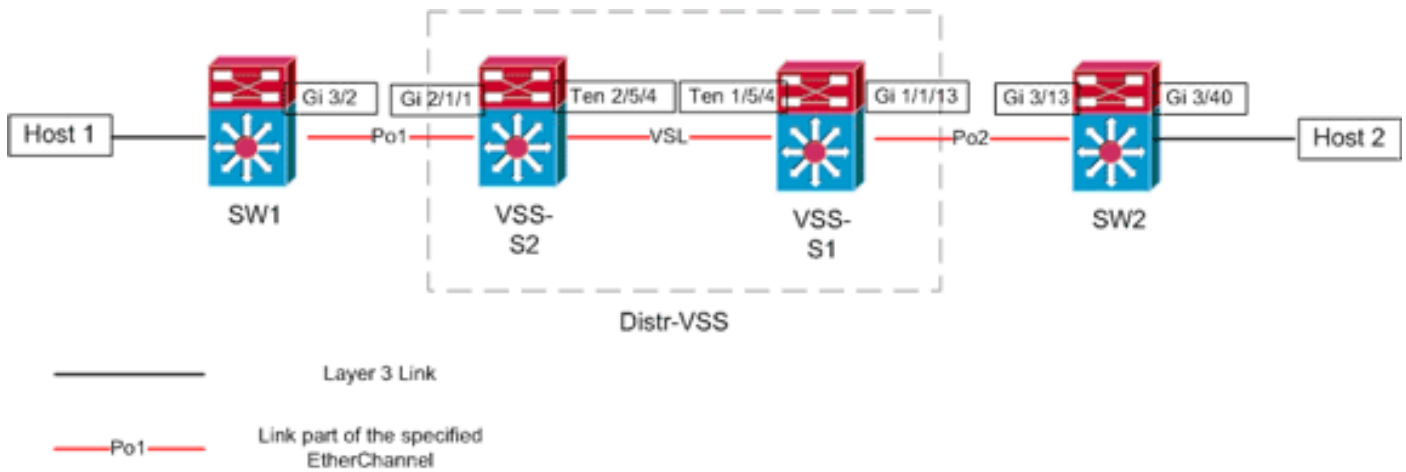 Gi 3/2
Gi 2/1/1
Ten 2/5/4
Ten 1/5/4
Gi 1/1/13
Gi 3/13
Gi 3/40
Host 1
Po1
VSL
Po2
Host 2
SW1
VSS-
S2
VSS-
S1
SW2
Distr-VSS
Layer 3 Link
Po1
Link part of the specified
EtherChannel